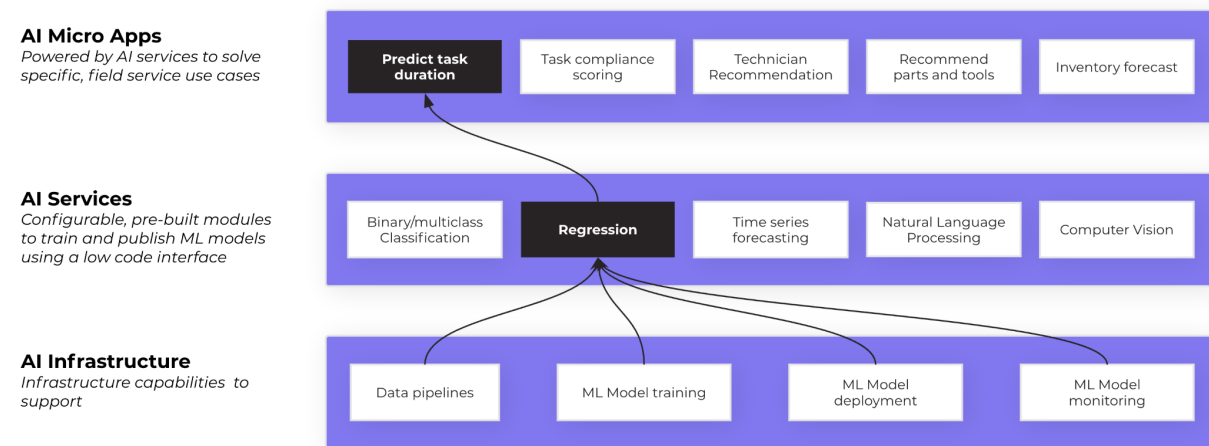 AI Micro Apps
Powered by AI services to solve
specific, field service use cases
Predict task
duration
Task compliance
scoring
Technician
Recommendation
Recommend
parts and tools
Inventory forecast
AI Services
Configurable, pre-built modules
to train and publish ML models
using a low code interface
Binary/multiclass
Classification
Regression
Time series
forecasting
Natural Language
Processing
Computer Vision
AI Infrastructure
Infrastructure capabilities to
support
Data pipelines
ML Model training
ML Model
deployment
ML Model
monitoring